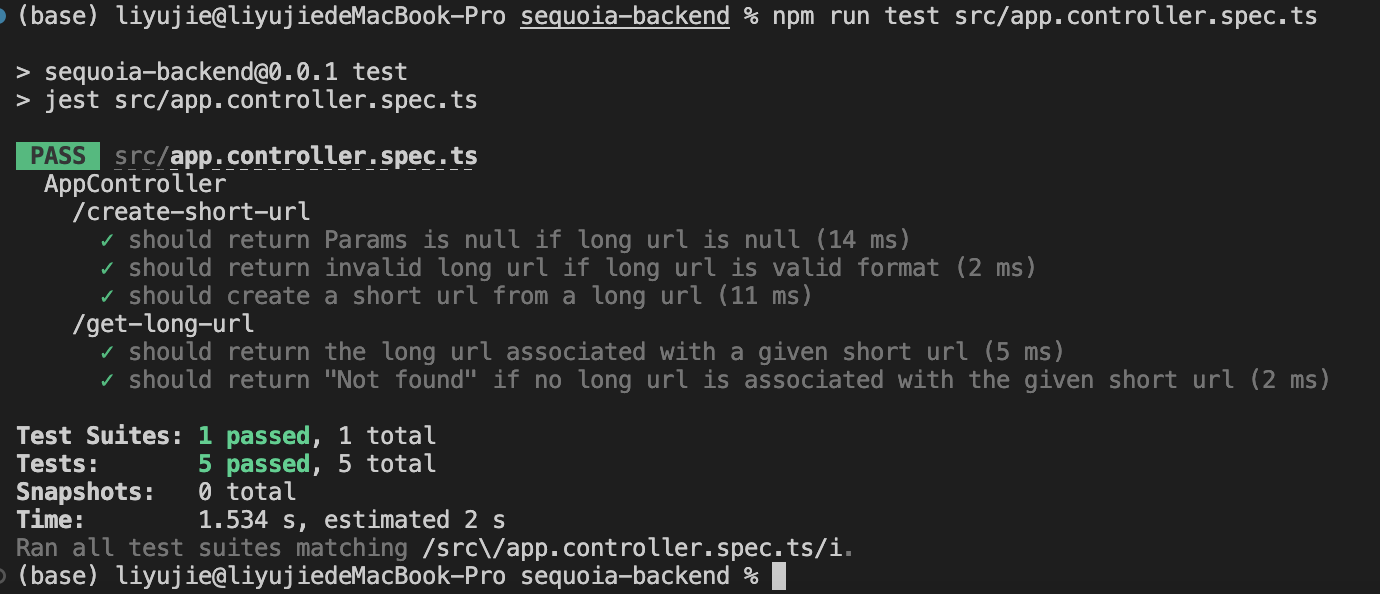 (base) liyujie@liyujiedeMacBook-Pro sequoia-backend % npm run test src/app.controller.spec.ts
> sequoia-backend@0.0.1 test
> jest src/app.controller.spec.ts
PASS src/app.controller.spec.ts
AppController
/create-short-url
✓ should return Params is null if long url is null (14 ms)
✓ should return invalid long url if long url is valid format (2 ms)
✓ should create a short url from a long url (11 ms)
/get-long-url
✓ should return the long url associated with a given short url (5 ms)
✓ should return "Not found" if no long url is associated with the given short url (2 ms)
Test Suites: 1 passed, 1 total
Tests: 5 passed, 5 total
Snapshots: 0 total
Time: 1.534 s, estimated 2 s
Ran all test suites matching /src\/app.controller.spec.ts/i.
(base) liyujie@liyujiedeMacBook-Pro sequoia-backend %